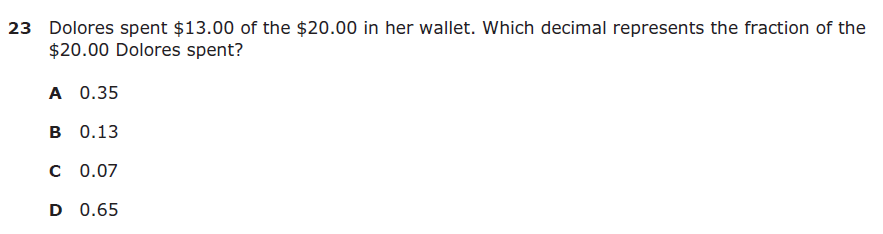 23 Dolores spent $13.00 of the $20.00 in her wallet. Which decimal represents the fraction of the
$20.00 Dolores spent?
A 0.35
B 0.13
C 0.07
D 0.65